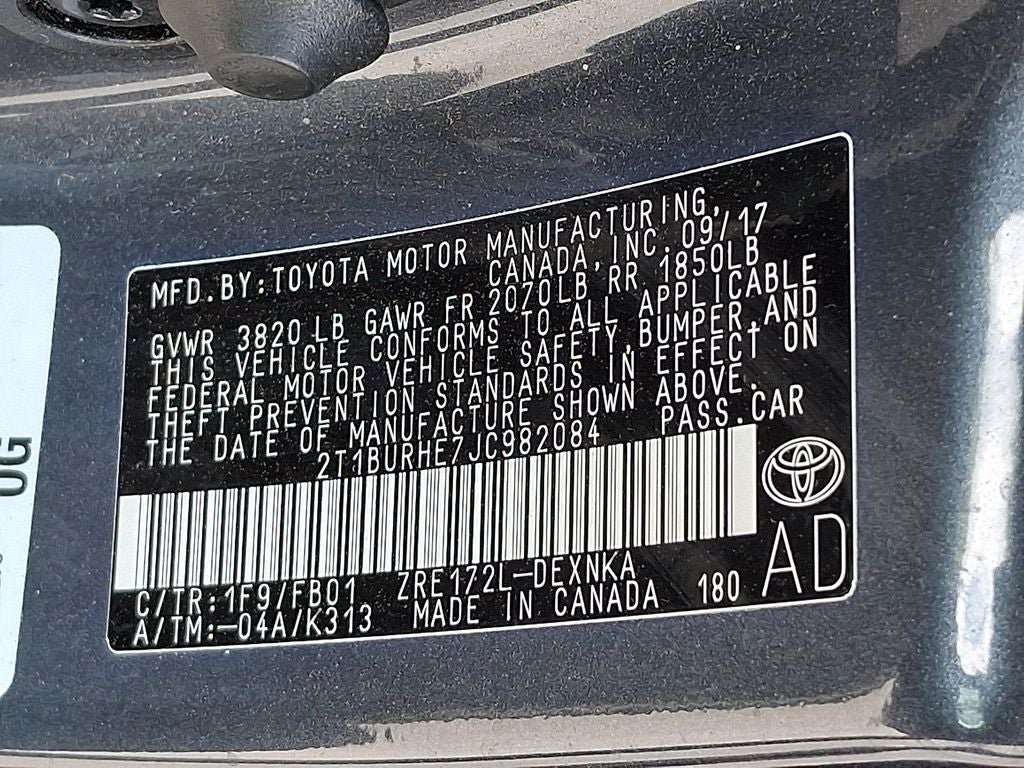 MFD.BY:TOYOTA MOTOR MANUFACTURING,
CANADA,INC.09/17
GVWR 3820 LB GAWR FR 2070LB RR 1850LB
THIS VEHICLE CONFORMS TO ALL APPLICABLE
FEDERAL MOTOR VEHICLE SAFETY,BUMPER AND
THEFT PREVENTION STANDARDS IN EFFECT ON
THE DATE OF MANUFACTURE SHOWN ABOVE.
2T1BURHE7JC982084 PASS.CAR
C/TR:1F9/FB01 ZRE172L-DEXNKA
A/TM:-04A/K313 MADE IN CANADA 180 AD